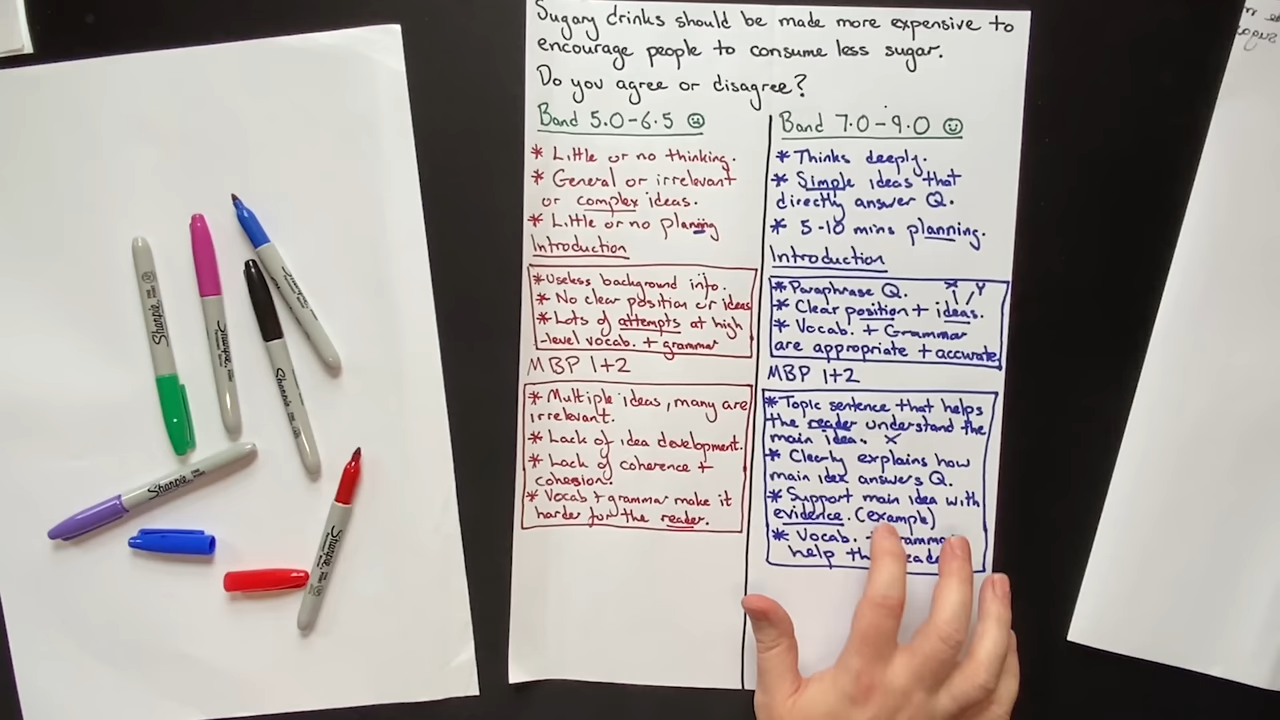 Sugary drinks should be made more expensive to
encourage people to consume less sugar.
Do you agree or disagree?
Band 5.0-6.5
* Little or no thinking.
* General or irrelevant
or complex ideas.
* Little or no planning
Introduction
* Useless background info.
* No clear position or ideas
* Lots of attempts at high
-level vocab. + grammar
MBP 1+2
* Multiple ideas, many are
irrelevant.
* Lack of idea development.
* Lack of coherence +
cohesion.
* Vocab + grammar make it
harder for the reader.
Band 7.0-9.0
* Thinks deeply.
* Simple ideas that
directly answer Q.
* 5-10 mins planning.
Introduction
* Paraphrase Q. X Y
* Clear position + ideas.
* Vocab. + Grammar
are appropriate + accurate
MBP 1+2
* Topic sentence that helps
the reader understand the
main idea. X
* Clearly explains how
main idea answers Q.
* Support main idea with
evidence. (example)
* Vocab. +
help
Sharpie
Sharpie
Sharpie
Sharpie
Sharpie
Sharpie